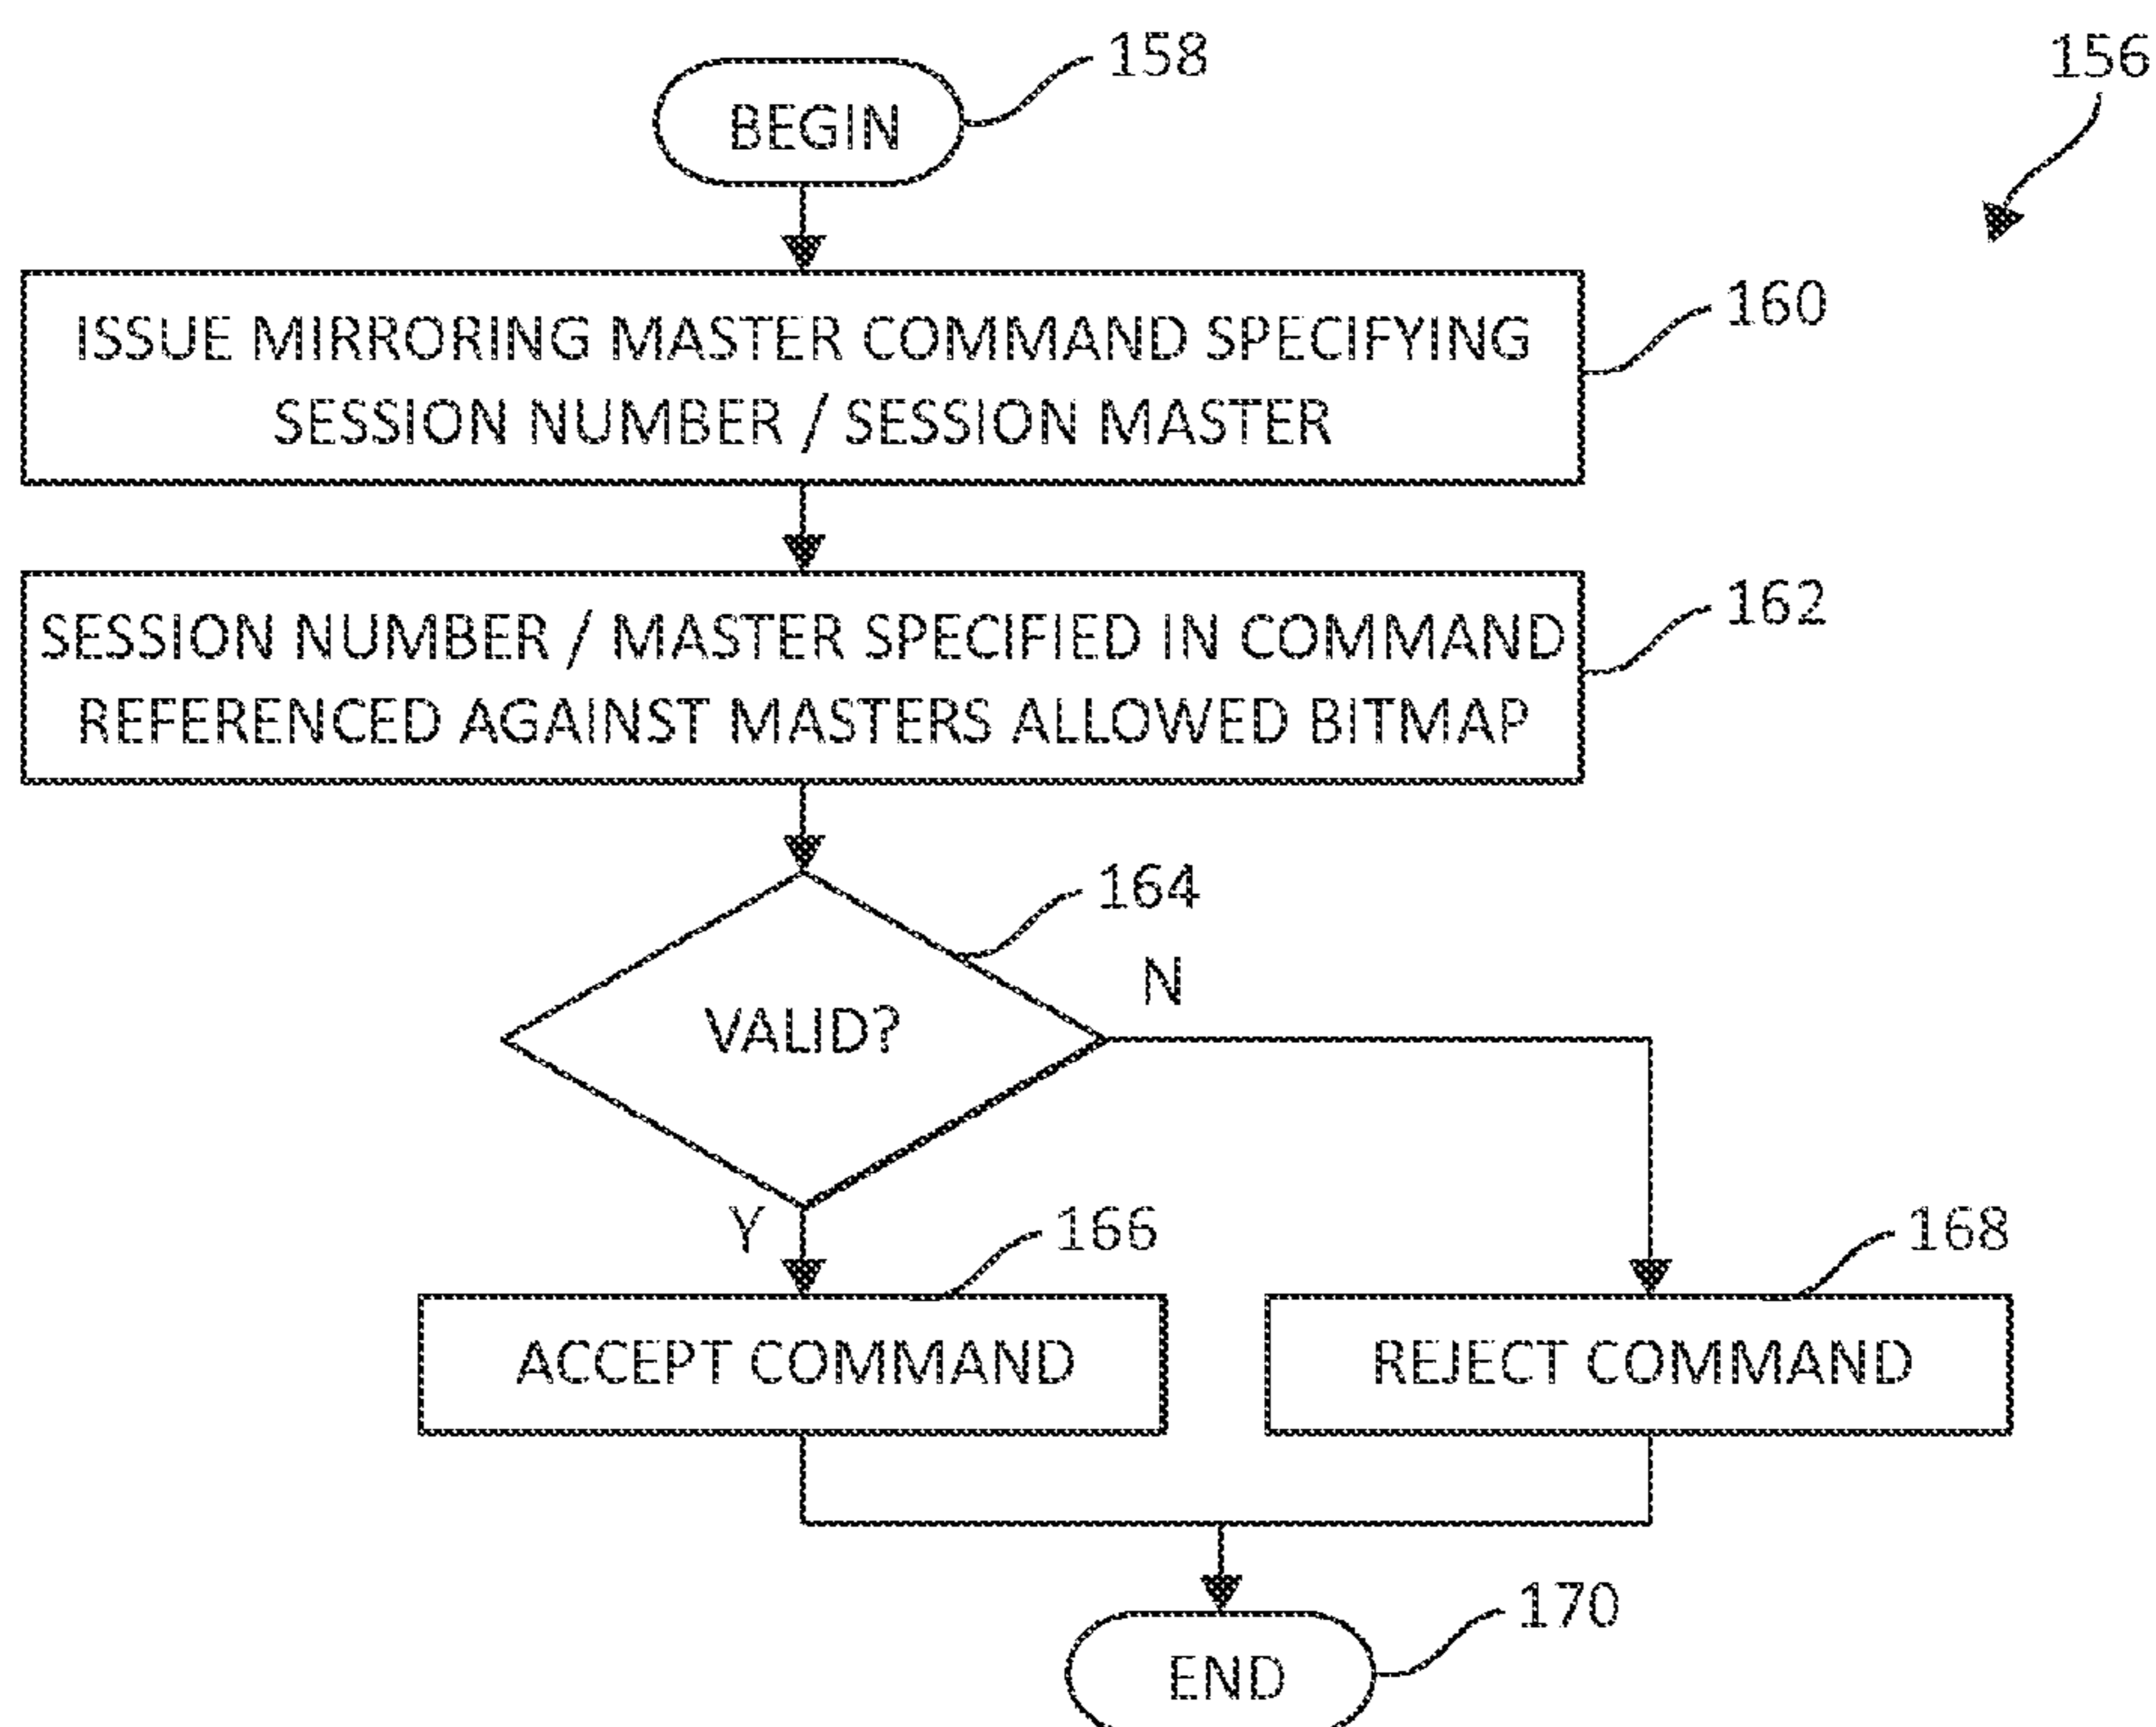 158
156
BEGIN
160
ISSUE MIRRORING MASTER COMMAND SPECIFYING
SESSION NUMBER / SESSION MASTER
162
SESSION NUMBER / MASTER SPECIFIED IN COMMAND
REFERENCED AGAINST MASTERS ALLOWED BITMAP
164
N
VALID?
Y
166
168
ACCEPT COMMAND
REJECT COMMAND
170
END